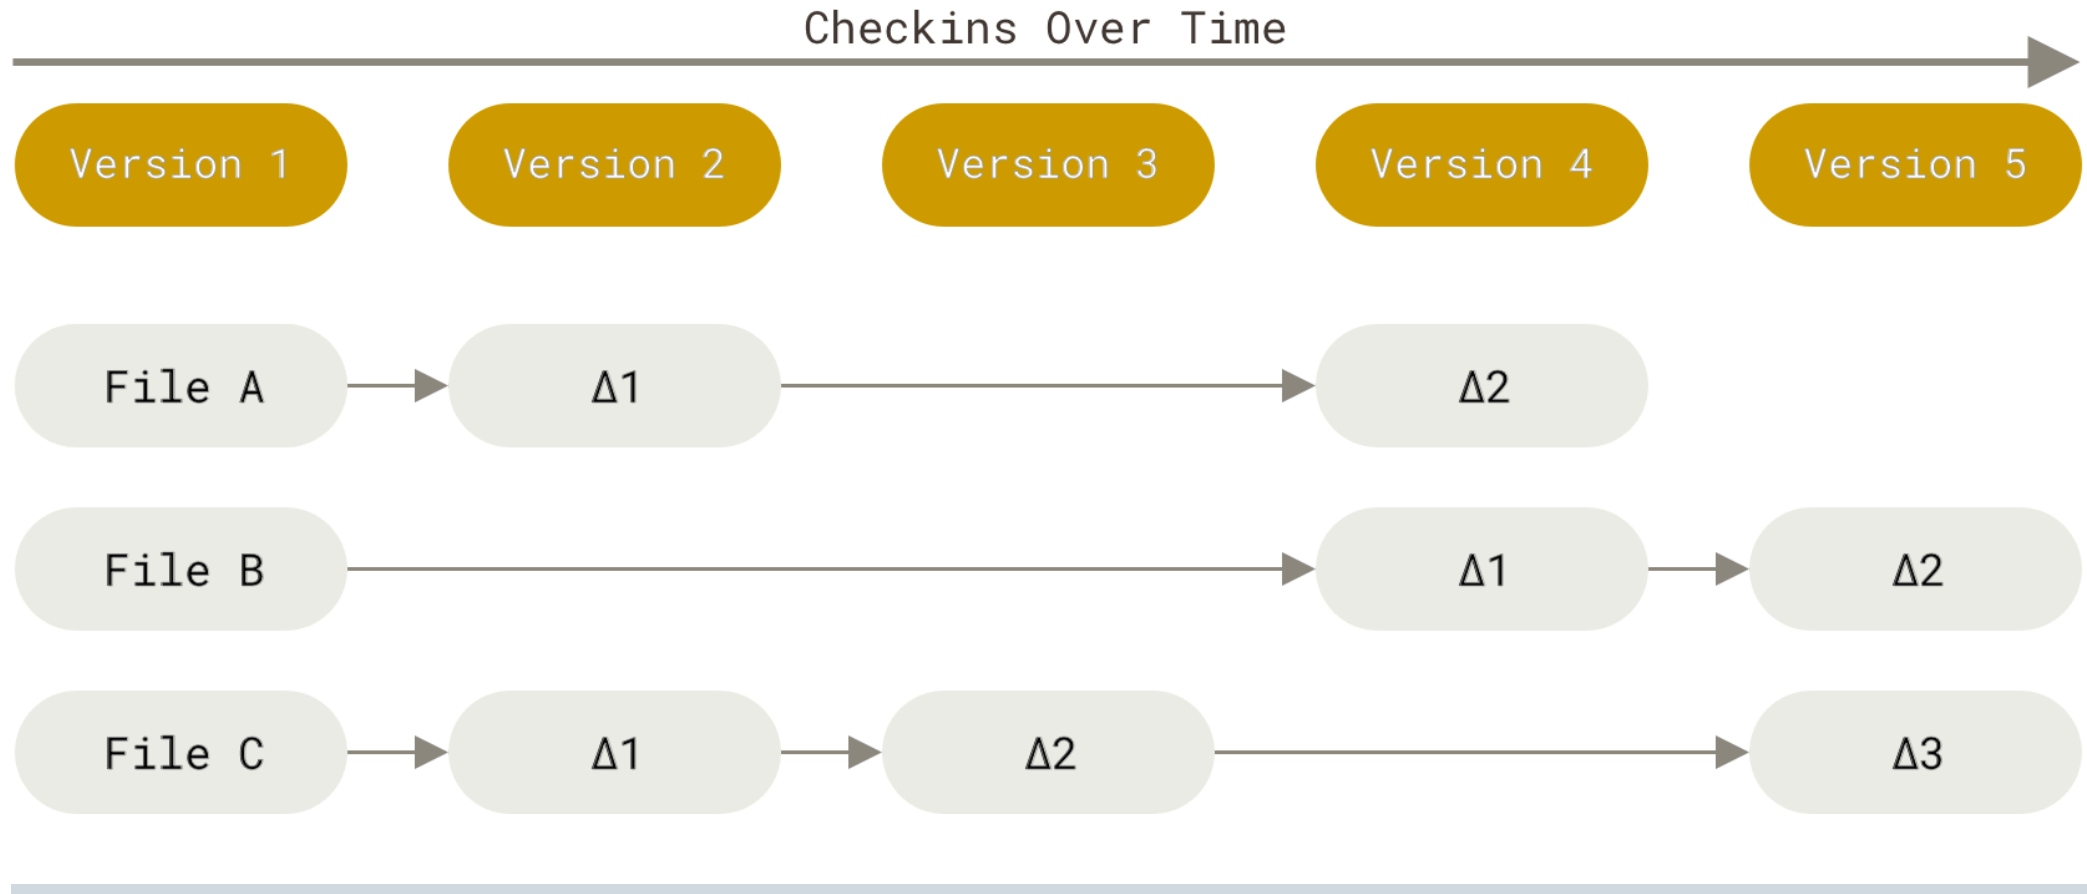 Checkins Over Time
Version 1 Version 2 Version 3 Version 4 Version 5
File A Δ1 Δ2
File B Δ1 Δ2
File C Δ1 Δ2 Δ3